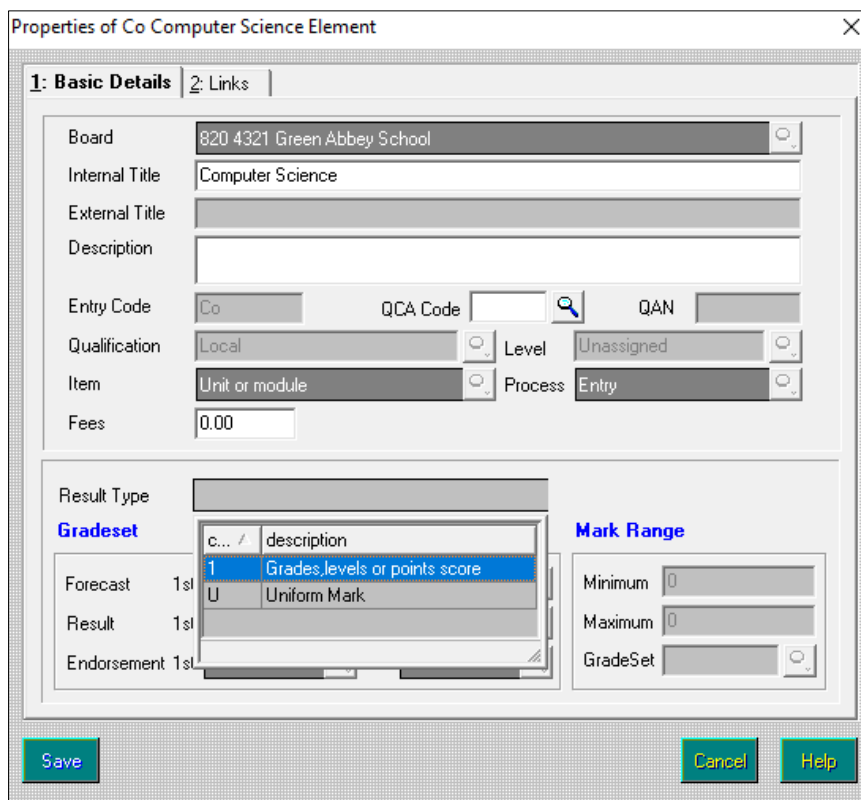 Properties of Co Computer Science Element
1: Basic Details 2: Links
Board 820 4321 Green Abbey School
Internal Title Computer Science
External Title
Description
Entry Code Co QCA Code QAN
Qualification Local Level Unassigned
Item Unit or module Process Entry
Fees 0.00
Result Type
Gradeset c... description Mark Range
1 Grades,levels or points score
Forecast 1st Minimum 0
U Uniform Mark
Result 1st Maximum 0
Endorsement 1st GradeSet
Save Cancel Help